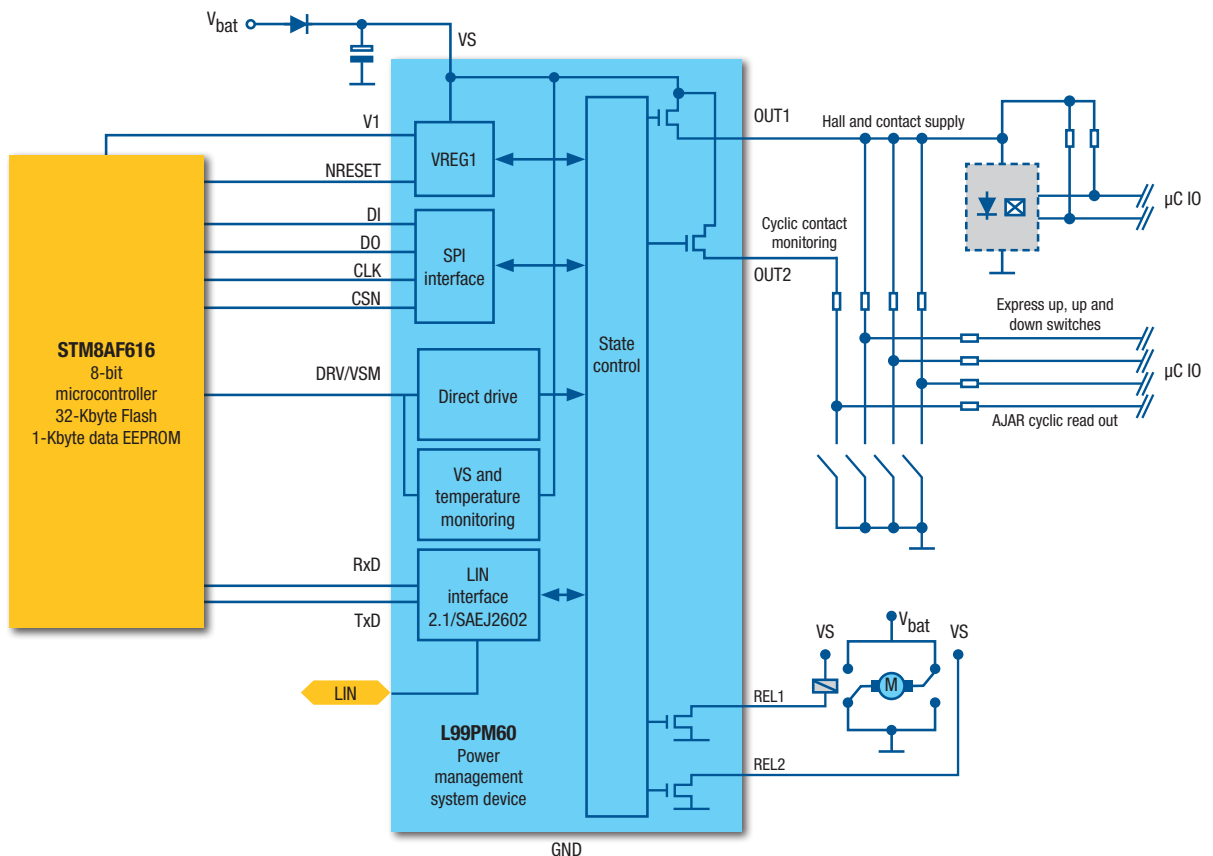 Vbat
VS
V1
NRESET
DI
DO
CLK
CSN
DRV/VSM
RxD
TxD
STM8AF616
8-bit
microcontroller
32-Kbyte Flash
1-Kbyte data EEPROM
LIN
VREG1
SPI
interface
Direct drive
VS and
temperature
monitoring
LIN
interface
2.1/SAEJ2602
State
control
L99PM60
Power
management
system device
GND
OUT1
Hall and contact supply
Cyclic contact
monitoring
OUT2
µC IO
Express up, up and
down switches
µC IO
AJAR cyclic read out
VS
Vbat
VS
M
REL1
REL2